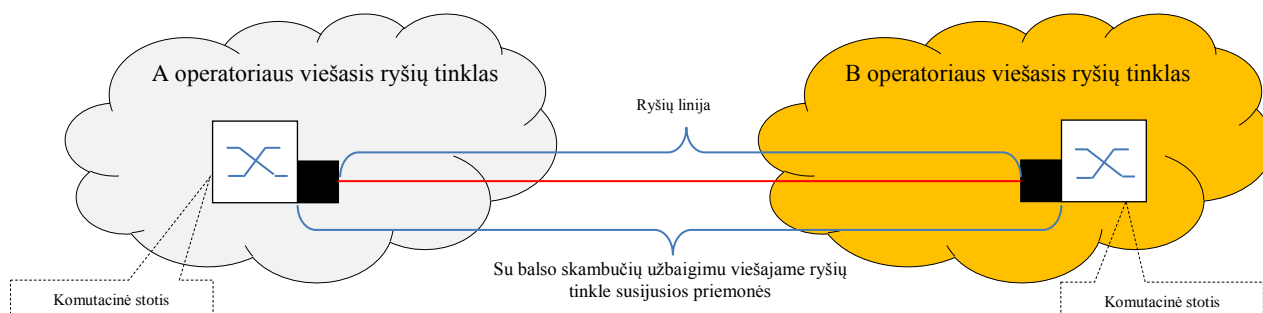 A operatoriaus viešasis ryšių tinklas
B operatoriaus viešasis ryšių tinklas
Ryšių linija
Su balso skambučių užbaigimu viešajame ryšių
tinkle susijusios priemonės
Komutacinė stotis
Komutacinė stotis